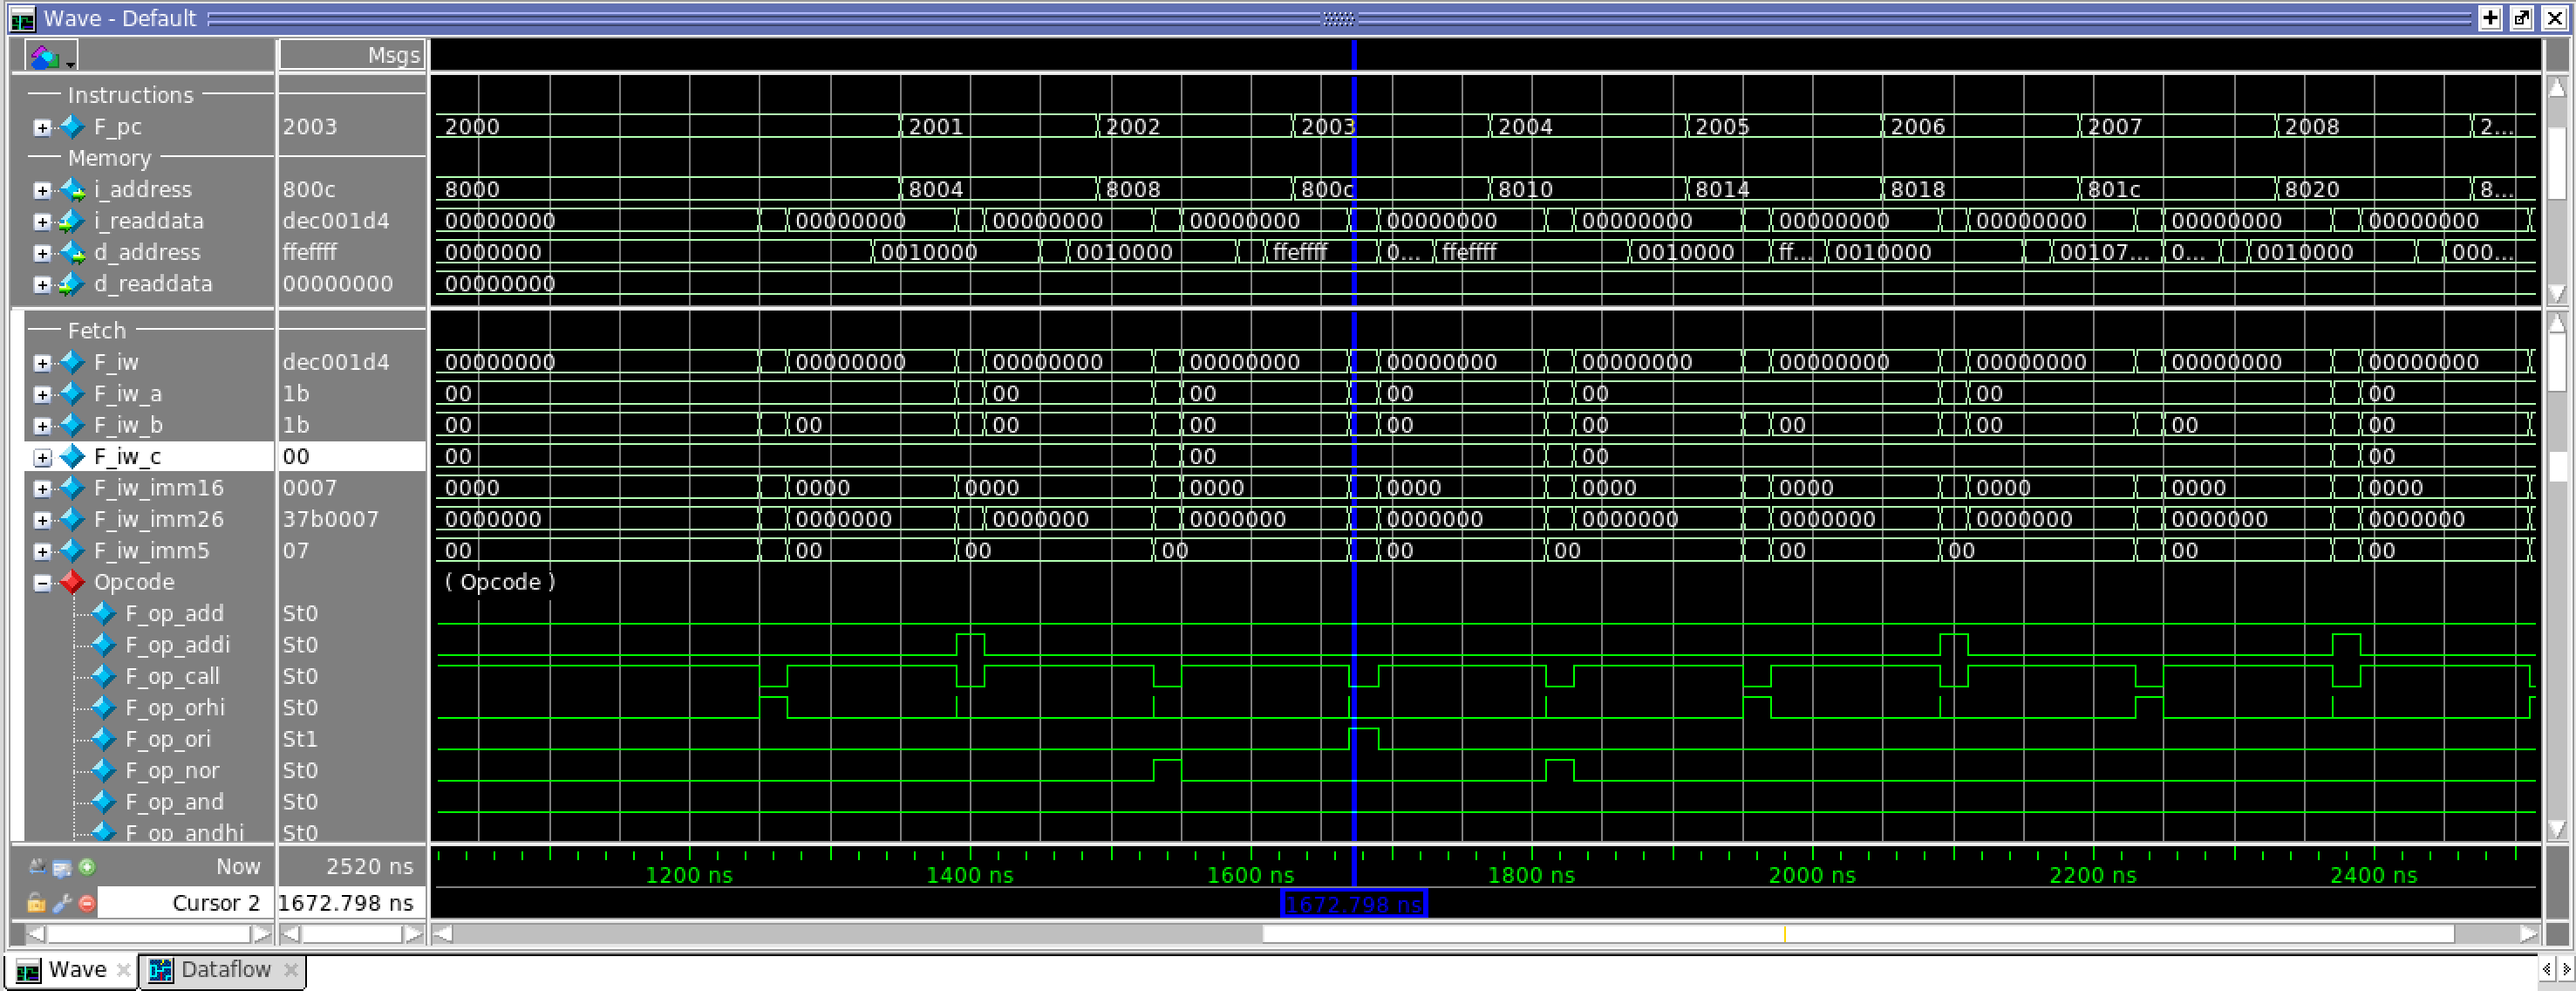 Wave - Default
Msgs
Instructions
F_pc 2003 2000 2001 2002 2003 2004 2005 2006 2007 2008 2...
Memory
i_address 800c 8000 8004 8008 800c 8010 8014 8018 801c 8020 8...
i_readdata dec001d4 00000000 00000000 00000000 00000000 00000000 00000000 00000000 00000000 00000000 00000000
d_address ffeffff 0000000 0010000 0010000 ffeffff 0... ffeffff 0010000 ff... 0010000 00107... 0... 0010000 000...
d_readdata 00000000 00000000
Fetch
F_iw dec001d4 00000000 00000000 00000000 00000000 00000000 00000000 00000000 00000000 00000000 00000000
F_iw_a 1b 00 00 00 00 00 00 00
F_iw_b 1b 00 00 00 00 00 00 00 00 00 00
F_iw_c 00 00 00 00 00
F_iw_imm16 0007 0000 0000 0000 0000 0000 0000 0000 0000 0000 0000
F_iw_imm26 37b0007 0000000 0000000 0000000 0000000 0000000 0000000 0000000 0000000 0000000 0000000
F_iw_imm5 07 00 00 00 00 00 00 00 00 00 00
Opcode ( Opcode )
F_op_add St0
F_op_addi St0
F_op_call St0
F_op_orhi St0
F_op_ori St1
F_op_nor St0
F_op_and St0
F_op_andhi St0
Now 2520 ns 1200 ns 1400 ns 1600 ns 1800 ns 2000 ns 2200 ns 2400 ns
Cursor 2 1672.798 ns 1672.798 ns
Wave Dataflow